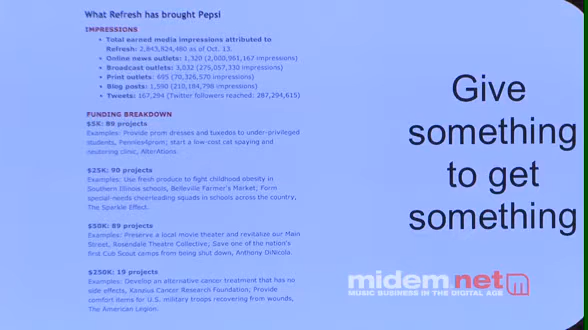 What Refresh has brought Pepsi
IMPRESSIONS
• Total earned media impressions attributed to
Refresh: 2,843,824,480 as of Oct. 13.
• Online news outlets: 1,320 (2,000,961,167 impressions)
• Broadcast outlets: 3,032 (275,057,330 impressions)
• Print outlets: 695 (70,326,570 impressions)
• Blog posts: 1,590 (210,184,798 impressions)
• Tweets: 167,294 (Twitter followers reached: 287,294,615)
FUNDING BREAKDOWN
$5K: 89 projects
Examples: Provide prom dresses and tuxedos to under-privileged
students, Pennies4prom; start a low-cost cat spaying and
neutering clinic, AlterAtions.
$25K: 90 projects
Examples: Use fresh produce to fight childhood obesity in
Southern Illinois schools, Belleville Farmer's Market, Form
special-needs cheerleading squads in schools across the country,
The Sparkle Effect.
$50K: 89 projects
Examples: Preserve a local movie theater and revitalize our Main
Street, Rosendale Theatre Collective; Save one of the nation's
first Cub Scout camps from being shut down, Anthony DiNicola.
$250K: 19 projects
Examples: Develop an alternative cancer treatment that has no
side effects, Kanzius Cancer Research Foundation; Provide
comfort items for U.S. military troops recovering from wounds,
The American Legion.
Give
something
to get
something
midem.net
MUSIC BUSINESS IN THE DIGITAL AGE